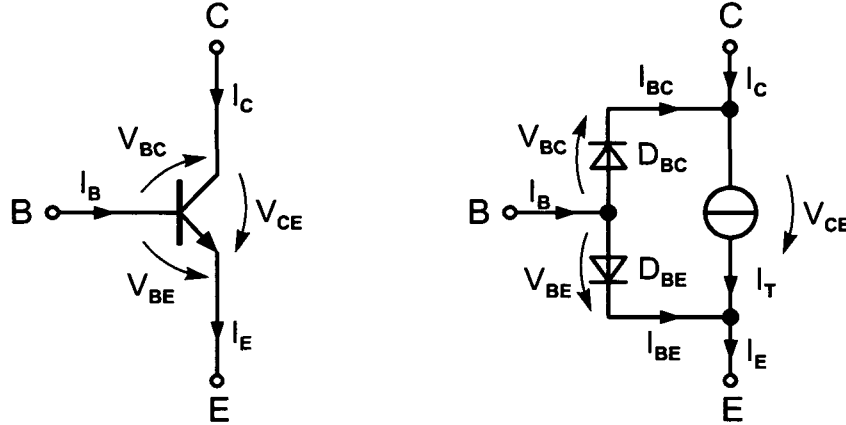 C
I_C
V_BC
I_B
B
V_CE
V_BE
I_E
E
C
I_BC
I_C
V_BC
D_BC
I_B
B
V_CE
V_BE
D_BE
I_T
I_BE
I_E
E